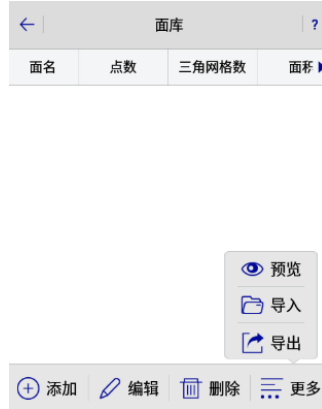 面库 ?
面名 点数 三角网格数 面积
预览
导入
导出
添加 编辑 删除 更多